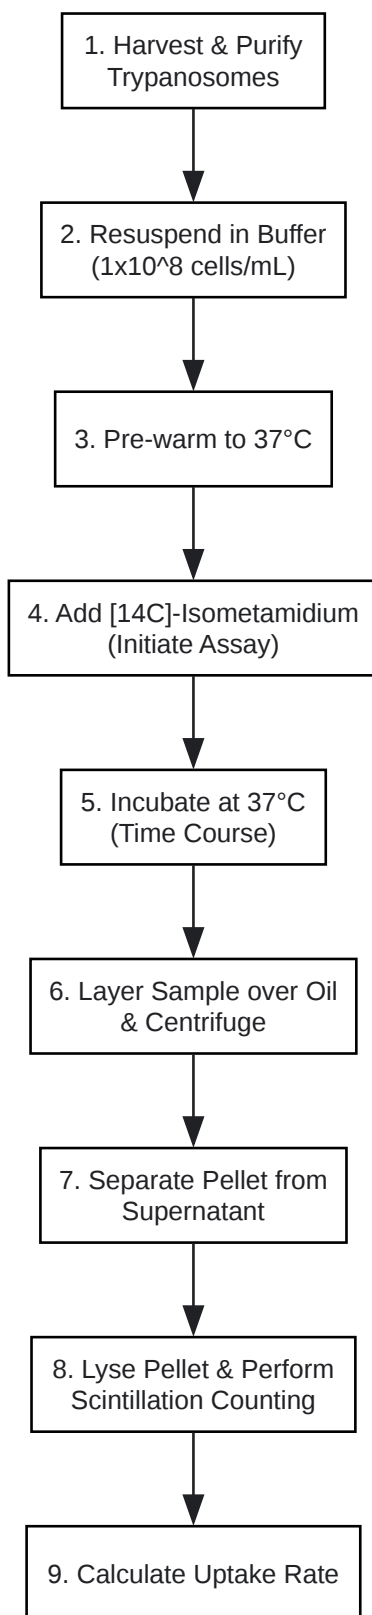 1. Harvest & Purify
Trypanosomes
2. Resuspend in Buffer
(1x10^8 cells/mL)
3. Pre-warm to 37°C
4. Add [14C]-Isometamidium
(Initiate Assay)
5. Incubate at 37°C
(Time Course)
6. Layer Sample over Oil
& Centrifuge
7. Separate Pellet from
Supernatant
8. Lyse Pellet & Perform
Scintillation Counting
9. Calculate Uptake Rate